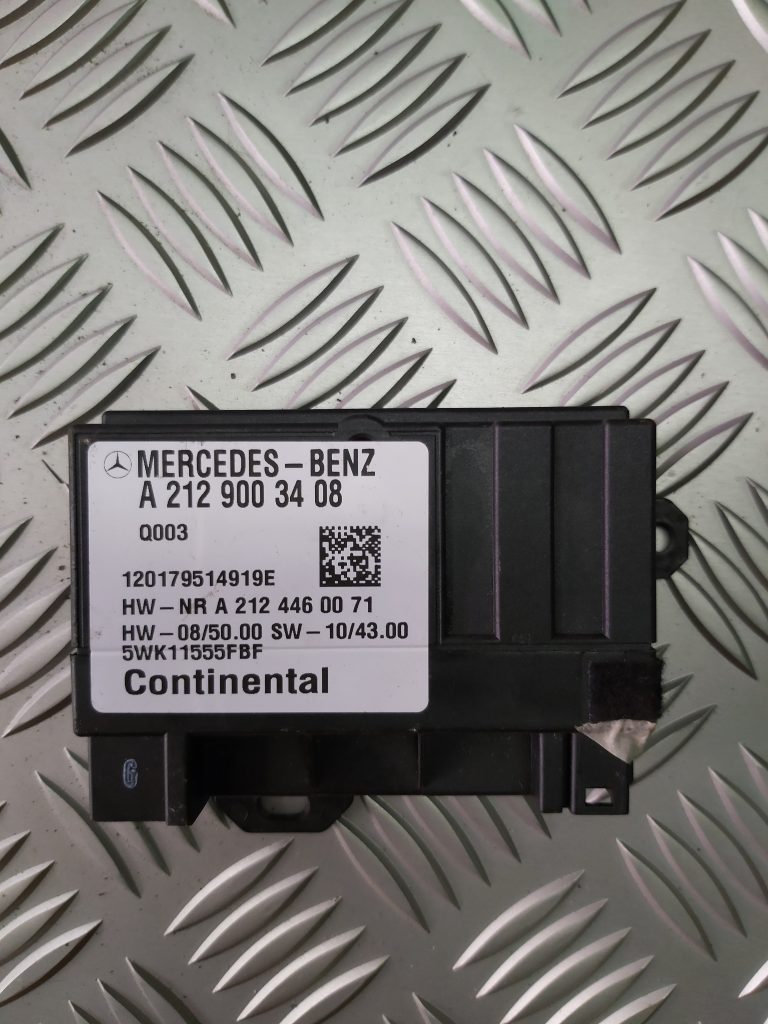 MERCEDES-BENZ
A 212 900 34 08
Q003
120179514919E
HW-NR A 212 446 00 71
HW-08/50.00 SW-10/43.00
5WK11555FBF
Continental